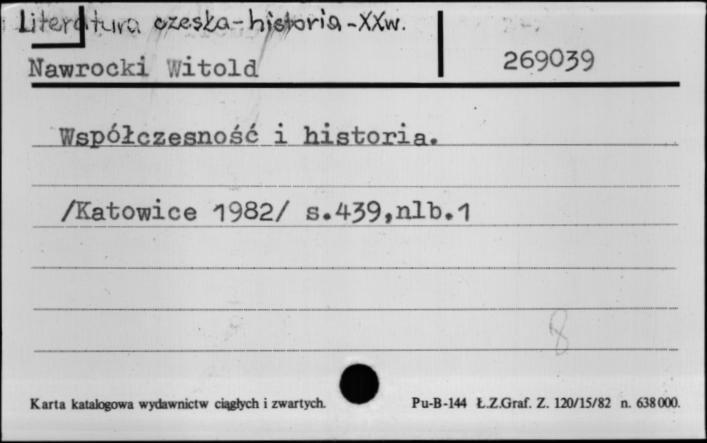 Literatura czeska-historia-XXw.
Nawrocki Witold
269039
Współczesność i historia.
/Katowice 1982/ s.439,nlb.1
8
Karta katalogowa wydawnictw ciągłych i zwartych.
Pu-B-144 Ł.Z.Graf. Z. 120/15/82 n. 638000.